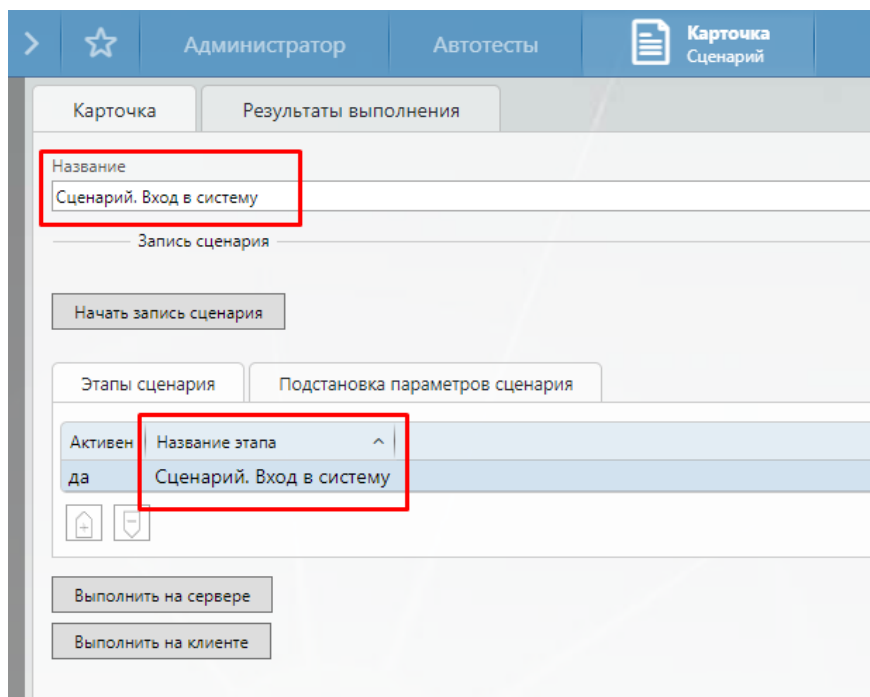 Администратор
Автотесты
Карточка
Сценарий
Карточка
Результаты выполнения
Название
Сценарий. Вход в систему
Запись сценария
Начать запись сценария
Этапы сценария
Подстановка параметров сценария
Активен Название этапа
да Сценарий. Вход в систему
Выполнить на сервере
Выполнить на клиенте